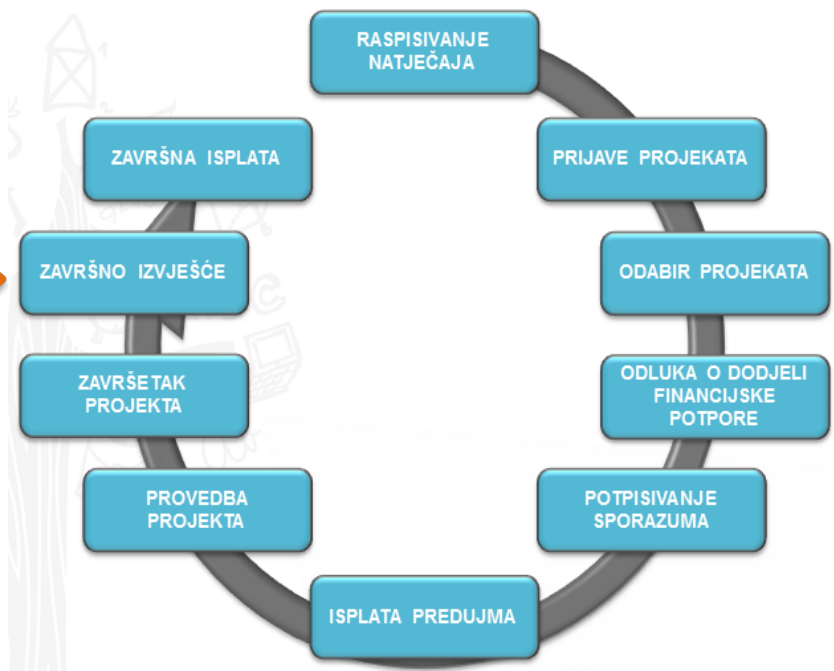 RASPISIVANJE
NATJEČAJA
PRIJAVE PROJEKATA
ODABIR PROJEKATA
ODLUKA O DODJELI
FINANCIJSKE
POTPORE
POTPISIVANJE
SPORAZUMA
ISPLATA PREDUJMA
PROVEDBA
PROJEKTA
ZAVRŠETAK
PROJEKTA
ZAVRŠNO IZVJEŠĆE
ZAVRŠNA ISPLATA